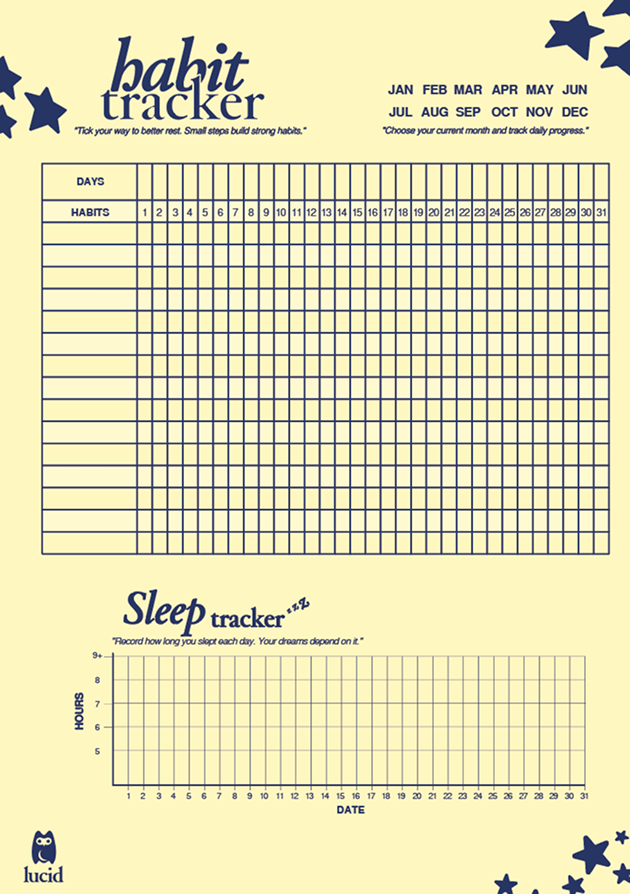 habit
tracker
"Tick your way to better rest. Small steps build strong habits."
JAN FEB MAR APR MAY JUN
JUL AUG SEP OCT NOV DEC
"Choose your current month and track daily progress."
DAYS
HABITS 1 2 3 4 5 6 7 8 9 10 11 12 13 14 15 16 17 18 19 20 21 22 23 24 25 26 27 28 29 30 31
Sleep tracker zzZ
"Record how long you slept each day. Your dreams depend on it."
9+
8
7
6
5
HOURS
1 2 3 4 5 6 7 8 9 10 11 12 13 14 15 16 17 18 19 20 21 22 23 24 25 26 27 28 29 30 31
DATE
lucid